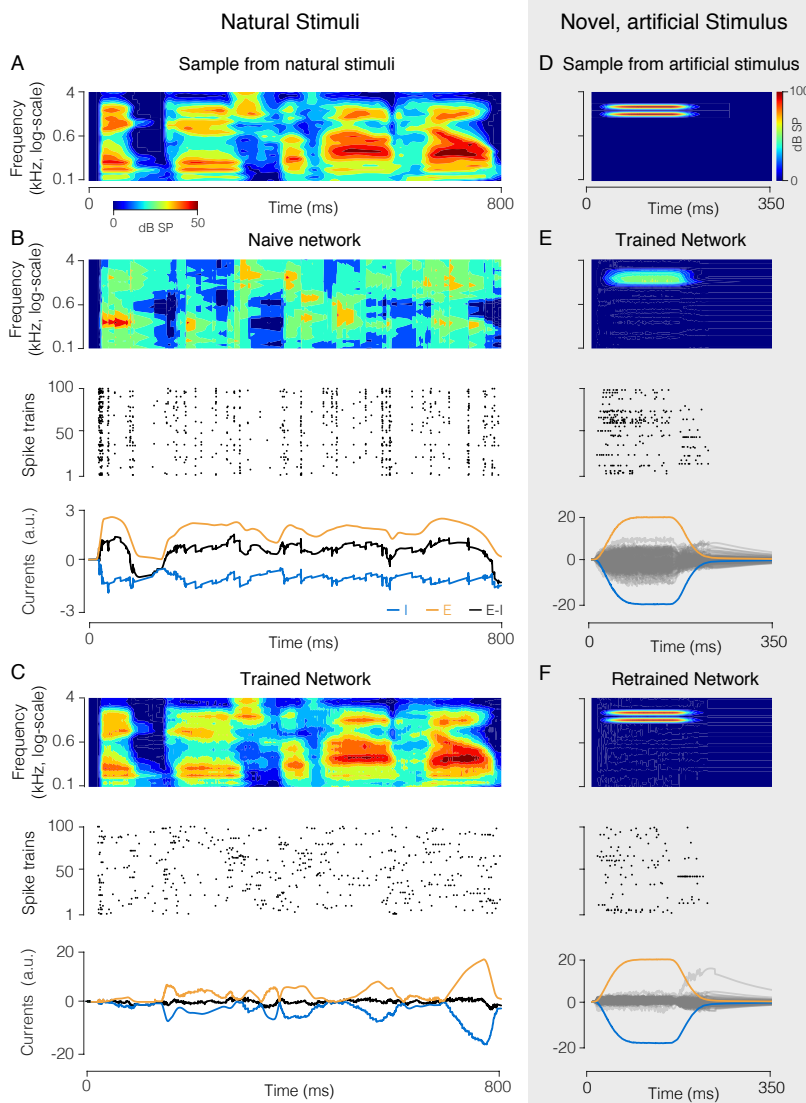 Natural Stimuli
Novel, artificial Stimulus
A
Sample from natural stimuli
Frequency
(kHz, log-scale)
4
0.6
0.1
0
800
Time (ms)
0
50
dB SP
D
Sample from artificial stimulus
100
0
dB SP
0
350
Time (ms)
B
Naive network
Frequency
(kHz, log-scale)
4
0.6
0.1
Spike trains
100
50
1
Currents (a.u.)
3
0
-3
I
E
E-I
0
800
Time (ms)
E
Trained Network
20
0
-20
0
350
Time (ms)
C
Trained Network
Frequency
(kHz, log-scale)
4
0.6
0.1
Spike trains
100
50
1
Currents (a.u.)
20
0
-20
0
800
Time (ms)
F
Retrained Network
20
0
-20
0
350
Time (ms)